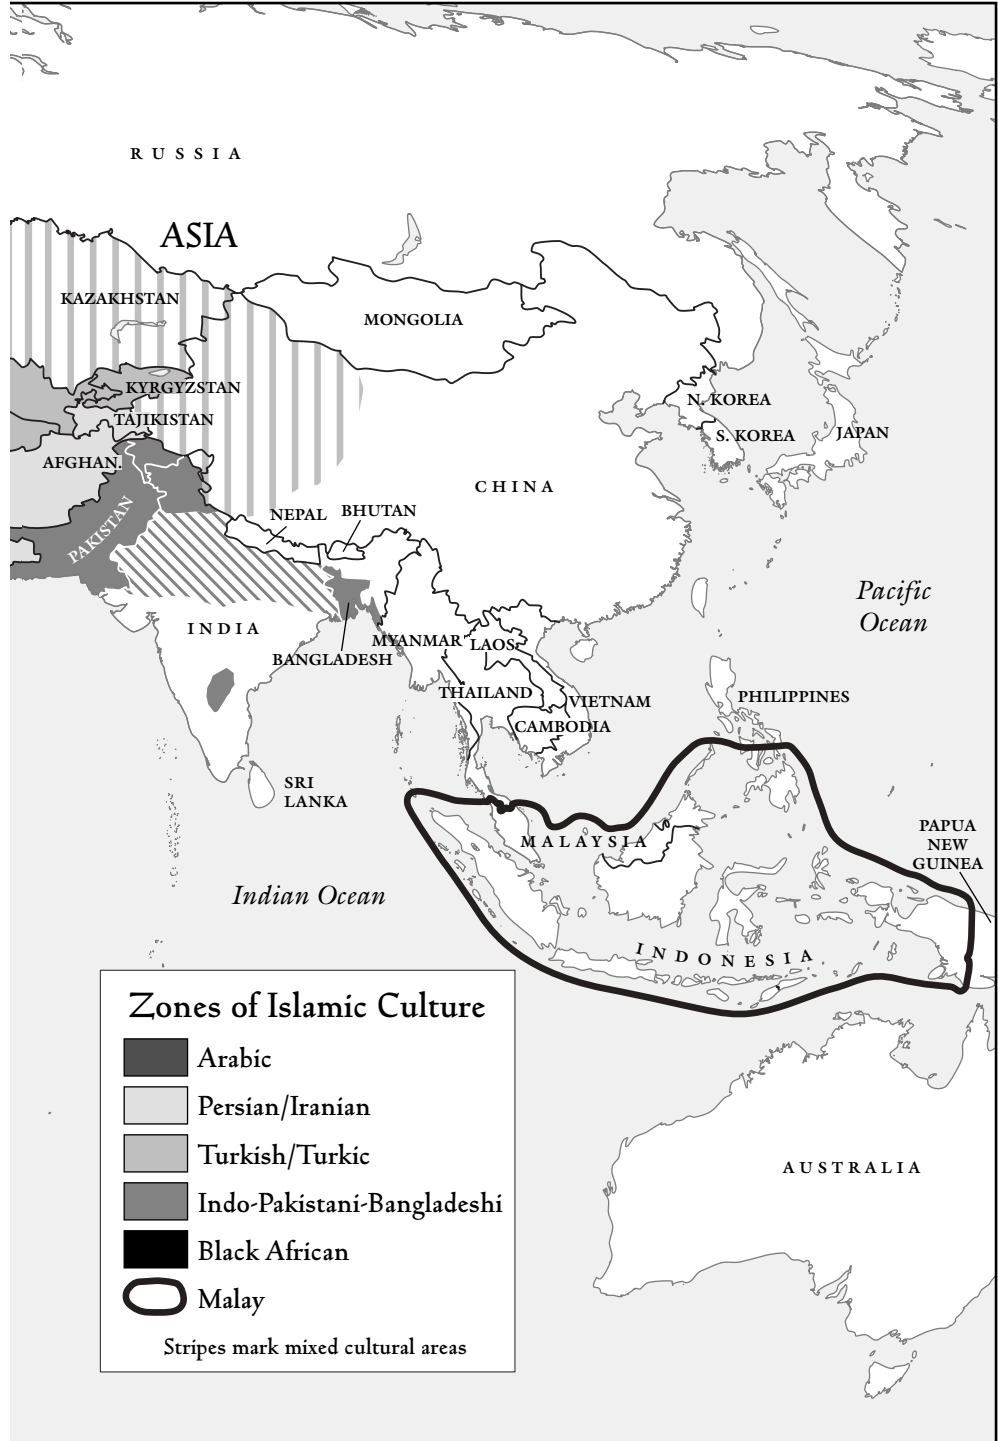 RUSSIA
ASIA
KAZAKHSTAN
MONGOLIA
KYRGYZSTAN
N. KOREA
TAJIKISTAN
S. KOREA
JAPAN
AFGHAN.
CHINA
NEPAL
BHUTAN
PAKISTAN
Pacific
Ocean
INDIA
MYANMAR
LAOS
BANGLADESH
THAILAND
VIETNAM
PHILIPPINES
CAMBODIA
SRI
LANKA
MALAYSIA
PAPUA
NEW
GUINEA
Indian Ocean
INDONESIA
Zones of Islamic Culture
Arabic
Persian/Iranian
Turkish/Turkic
Indo-Pakistani-Bangladeshi
Black African
Malay
Stripes mark mixed cultural areas
AUSTRALIA